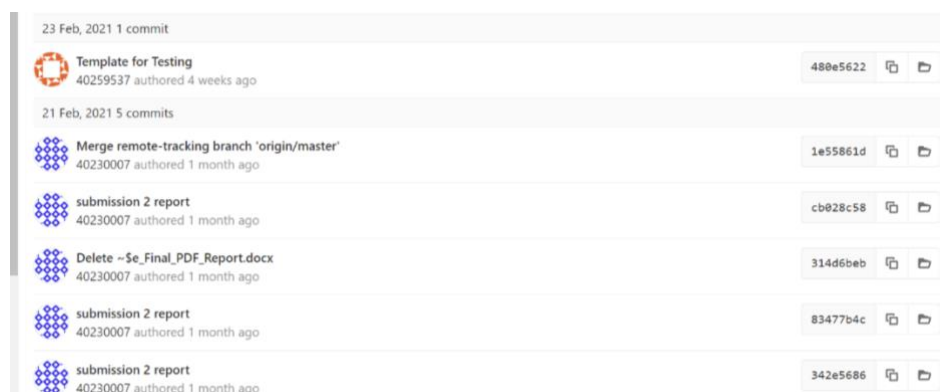 23 Feb, 2021 1 commit
Template for Testing
40259537 authored 4 weeks ago
480e5622
21 Feb, 2021 5 commits
Merge remote-tracking branch 'origin/master'
40230007 authored 1 month ago
1e55861d
submission 2 report
40230007 authored 1 month ago
cb028c58
Delete ~$e_Final_PDF_Report.docx
40230007 authored 1 month ago
314d6beb
submission 2 report
40230007 authored 1 month ago
83477b4c
submission 2 report
40230007 authored 1 month ago
342e5686